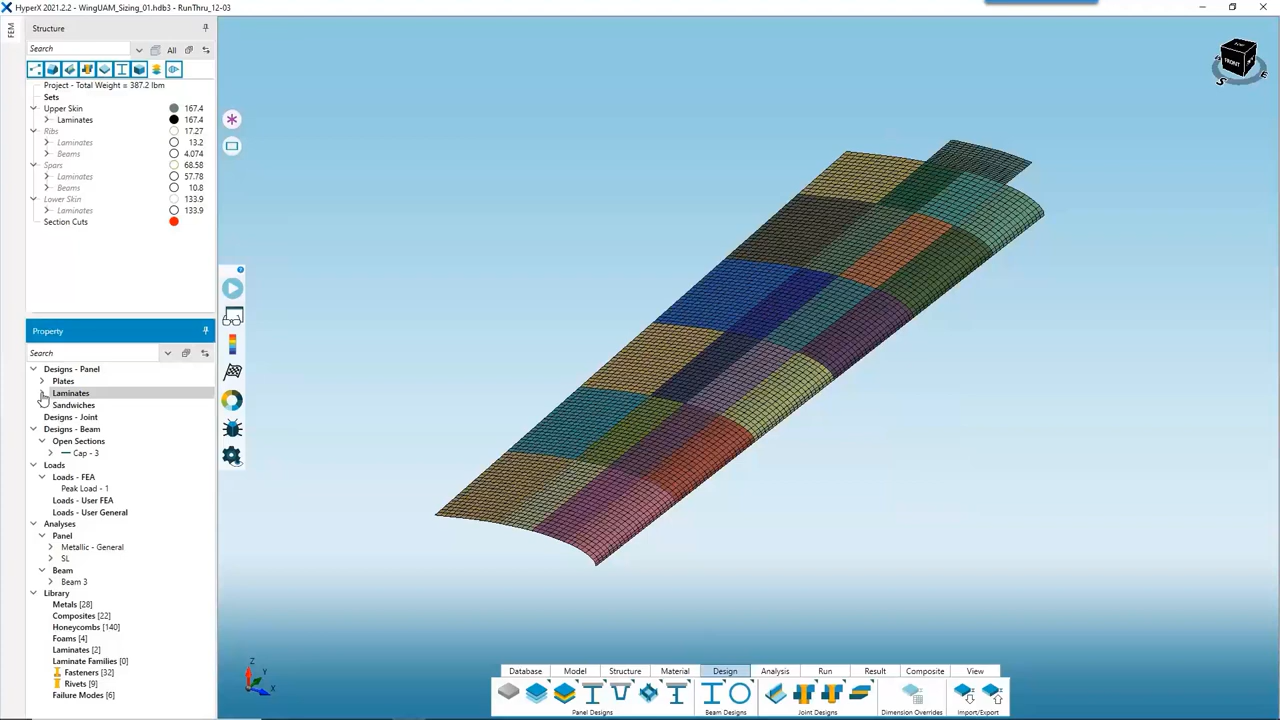 HyperX 2021.2.2 - WingUAM_Sizing_01.hdb3 - RunThru_12-03
FEM
Structure
Search
All
Project - Total Weight = 387.2 lbm
Sets
Upper Skin 167.4
Laminates 167.4
Ribs 17.27
Laminates 13.2
Beams 4.074
Spars 68.58
Laminates 57.78
Beams 10.8
Lower Skin 133.9
Laminates 133.9
Section Cuts
Property
Search
Designs - Panel
Plates
Laminates
Sandwiches
Designs - Joint
Designs - Beam
Open Sections
Cap - 3
Loads
Loads - FEA
Peak Load - 1
Loads - User FEA
Loads - User General
Analyses
Panel
Metallic - General
SL
Beam
Beam 3
Library
Metals [28]
Composites [22]
Honeycombs [140]
Foams [4]
Laminates [2]
Laminate Families [0]
Fasteners [32]
Rivets [9]
Failure Modes [6]
FRONT
S
E
Z
Y
X
Database Model Structure Material Design Analysis Run Result Composite View
Panel Designs Beam Designs Joint Designs Dimension Overrides Import/Export